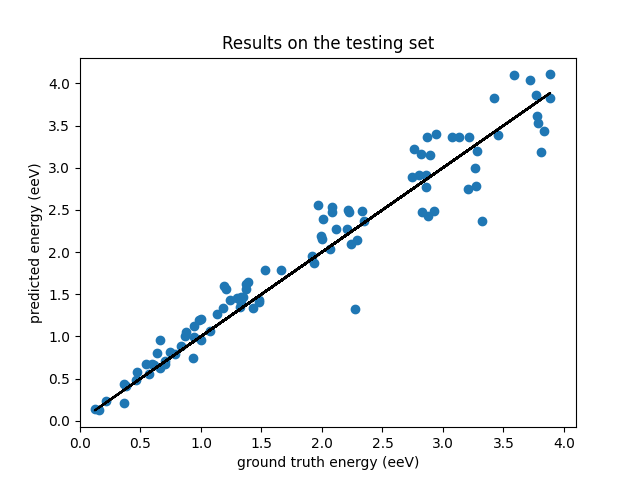 Results on the testing set
predicted energy (eeV)
4.0
3.5
3.0
2.5
2.0
1.5
1.0
0.5
0.0
0.0 0.5 1.0 1.5 2.0 2.5 3.0 3.5 4.0
ground truth energy (eeV)